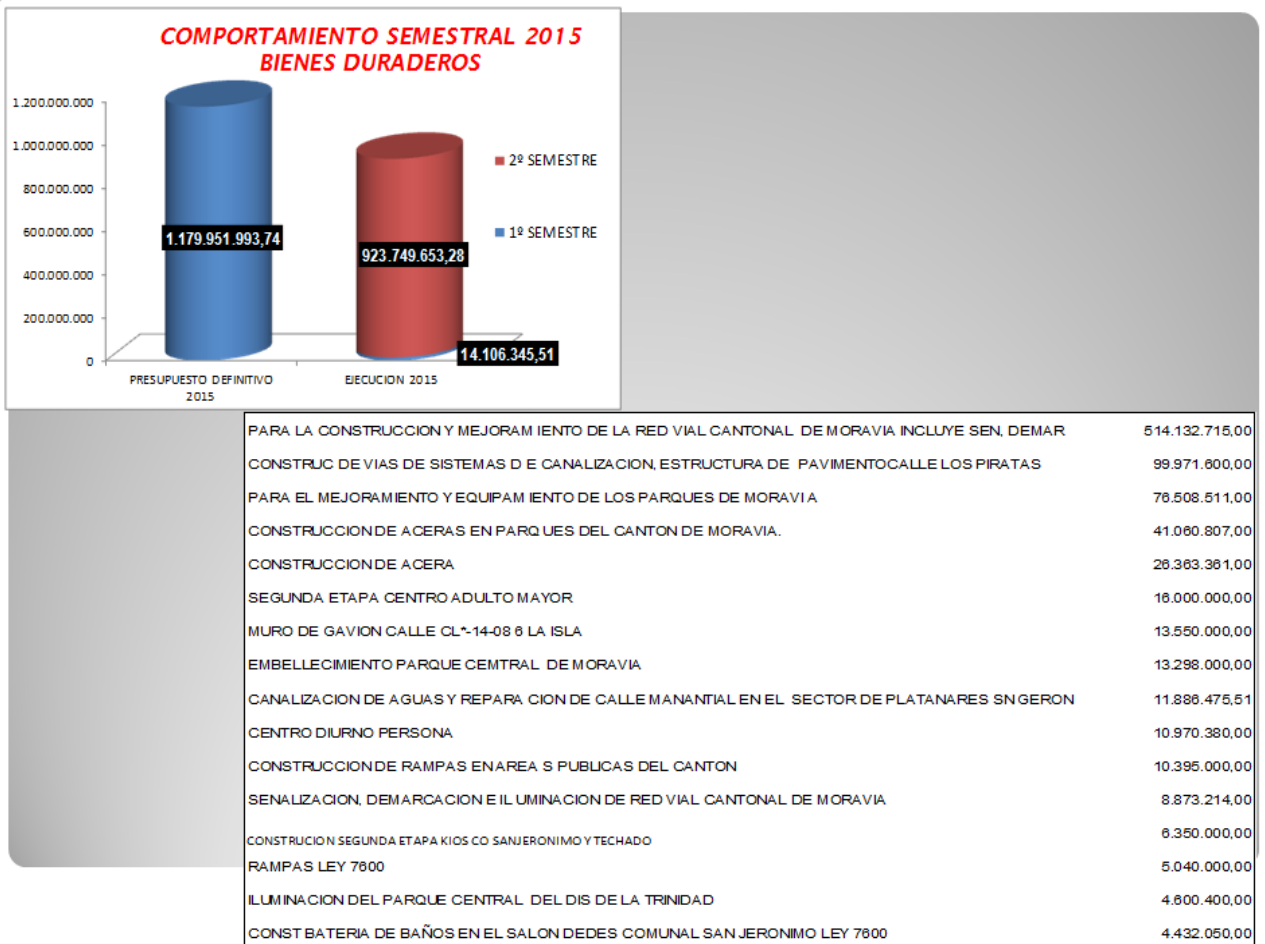 COMPORTAMIENTO SEMESTRAL 2015
BIENES DURADEROS
1.200.000.000
1.000.000.000
800.000.000
600.000.000
400.000.000
200.000.000
0
1.179.951.993,74
923.749.653,28
14.106.345,51
PRESUPUESTO DEFINITIVO
2015
EJECUCION 2015
2º SEMESTRE
1º SEMESTRE
PARA LA CONSTRUCCION Y MEJORAM IENTO DE LA RED VIAL CANTONAL DE MORAVIA INCLUYE SEN, DEMAR 514.132.715,00
CONSTRUC DE VIAS DE SISTEMAS D E CANALIZACION, ESTRUCTURA DE PAVIMENTOCALLE LOS PIRATAS 99.971.600,00
PARA EL MEJORAMIENTO Y EQUIPAM IENTO DE LOS PARQUES DE MORAVI A 76.508.511,00
CONSTRUCCION DE ACERAS EN PARQ UES DEL CANTON DE MORAVIA. 41.060.807,00
CONSTRUCCION DE ACERA 26.363.361,00
SEGUNDA ETAPA CENTRO ADULTO MAYOR 16.000.000,00
MURO DE GAVION CALLE CL*-14-08 6 LA ISLA 13.550.000,00
EMBELLECIMIENTO PARQUE CEMTRAL DE MORAVIA 13.298.000,00
CANALIZACION DE AGUAS Y REPARA CION DE CALLE MANANTIAL EN EL SECTOR DE PLATANARES SN GERON 11.886.475,51
CENTRO DIURNO PERSONA 10.970.380,00
CONSTRUCCION DE RAMPAS EN AREA S PUBLICAS DEL CANTON 10.395.000,00
SENALIZACION, DEMARCACION E IL UMINACION DE RED VIAL CANTONAL DE MORAVIA 8.873.214,00
CONSTRUCION SEGUNDA ETAPA KIOS CO SANJERONIMO Y TECHADO 6.350.000,00
RAMPAS LEY 7600 5.040.000,00
ILUMINACION DEL PARQUE CENTRAL DEL DIS DE LA TRINIDAD 4.600.400,00
CONST BATERIA DE BAÑOS EN EL SALON DEDES COMUNAL SAN JERONIMO LEY 7600 4.432.050,00